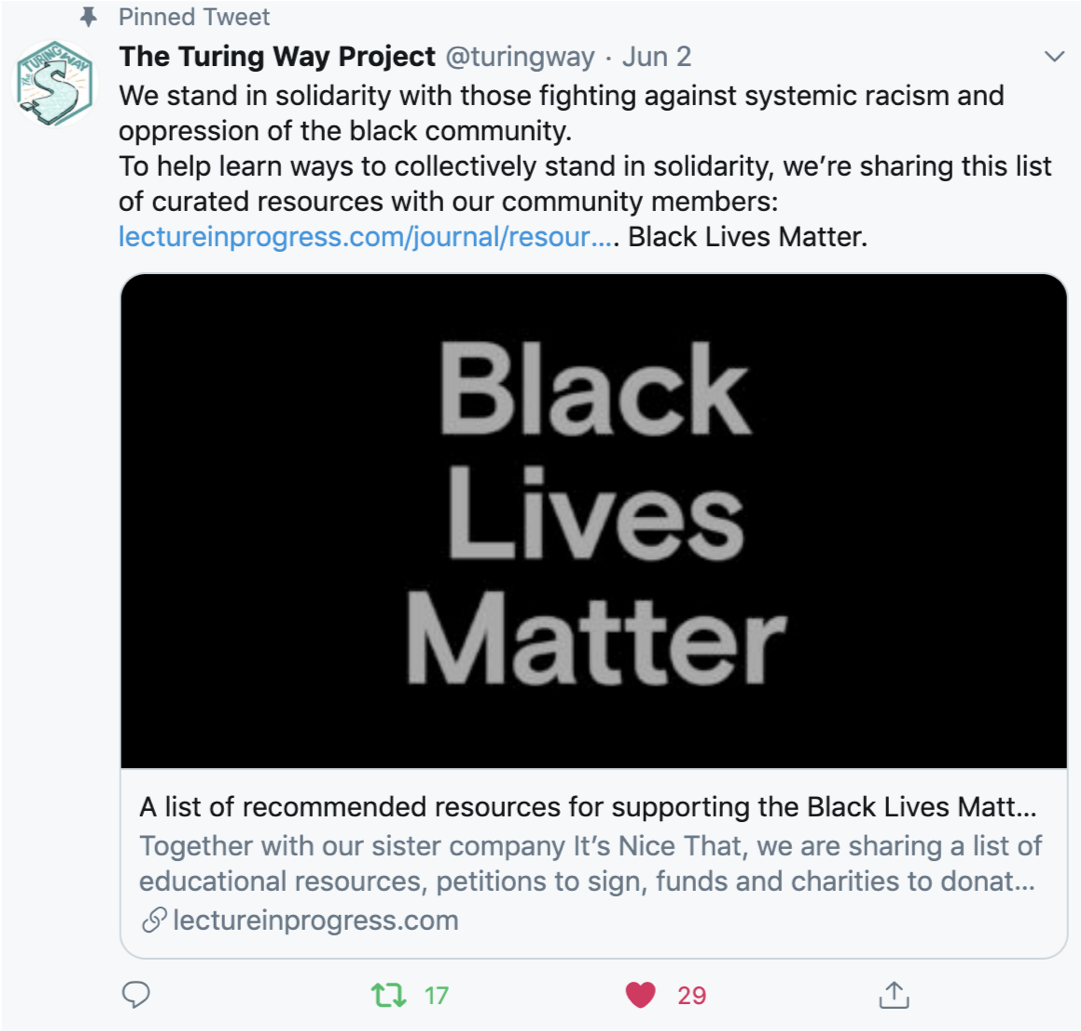 Pinned Tweet
The Turing Way Project @turingway · Jun 2
We stand in solidarity with those fighting against systemic racism and
oppression of the black community.
To help learn ways to collectively stand in solidarity, we’re sharing this list
of curated resources with our community members:
lectureinprogress.com/journal/resour.... Black Lives Matter.
THE TURING WAY
Black
Lives
Matter
A list of recommended resources for supporting the Black Lives Matt...
Together with our sister company It’s Nice That, we are sharing a list of
educational resources, petitions to sign, funds and charities to donat...
lectureinprogress.com
17 29